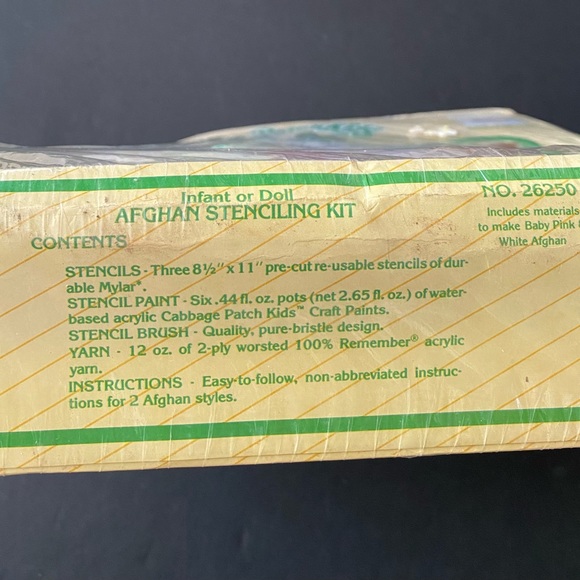 Infant or Doll
AFGHAN STENCILING KIT
NO. 26250
Includes materials
to make Baby Pink &
White Afghan
CONTENTS
STENCILS - Three 8½" x 11" pre-cut re-usable stencils of dur-
able Mylar*.
STENCIL PAINT - Six .44 fl. oz. pots (net 2.65 fl. oz.) of water-
based acrylic Cabbage Patch Kids™ Craft Paints.
STENCIL BRUSH - Quality, pure-bristle design.
YARN - 12 oz. of 2-ply worsted 100% Remember® acrylic
yarn.
INSTRUCTIONS - Easy-to-follow, non-abbreviated instruc-
tions for 2 Afghan styles.